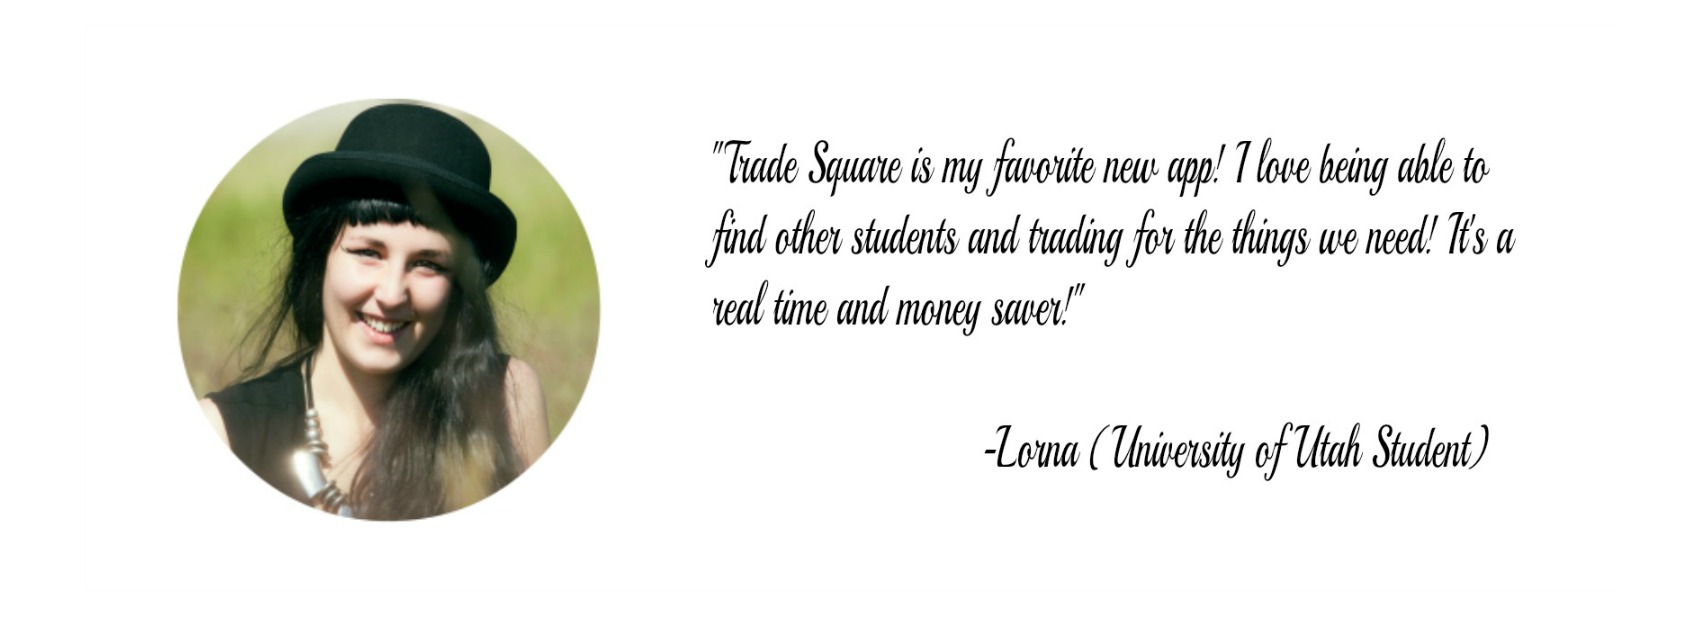 "Trade Square is my favorite new app! I love being able to
find other students and trading for the things we need! It's a
real time and money saver!"
-Lorna (University of Utah Student)